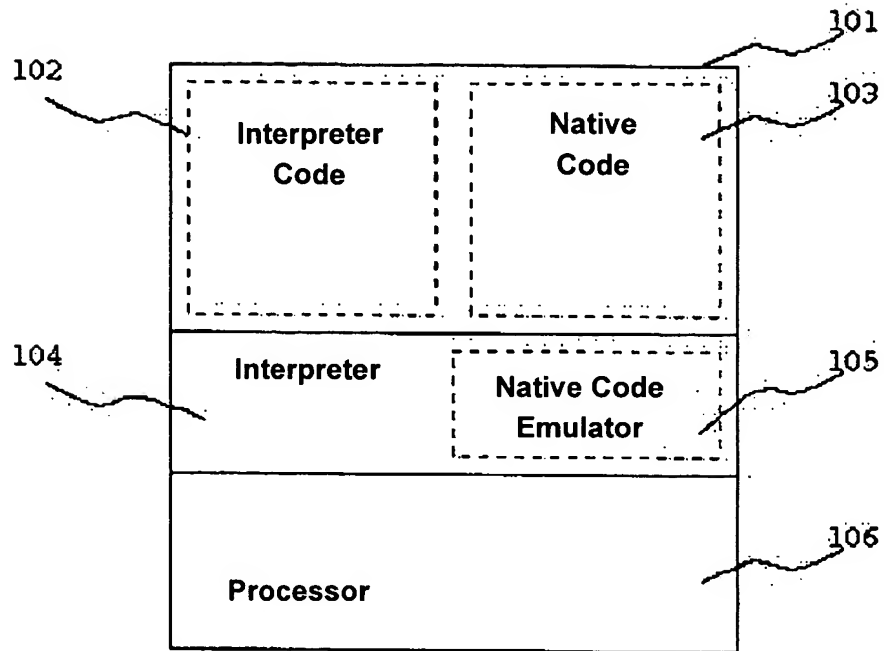 101
102
103
Interpreter
Code
Native
Code
104
Interpreter
105
Native Code
Emulator
106
Processor